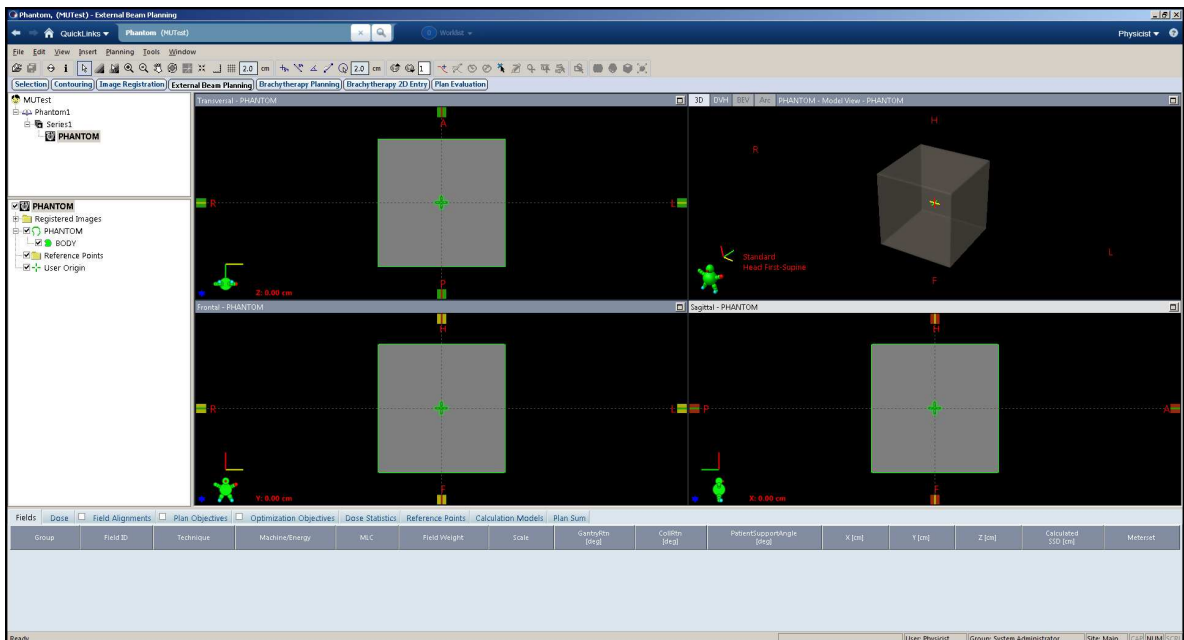 Phantom, (MUTest) - External Beam Planning
QuickLinks Phantom (MUTest) 0 Worklist Physicist
File Edit View Insert Planning Tools Window
2.0 cm 2.0 cm 1
Selection Contouring Image Registration External Beam Planning Brachytherapy Planning Brachytherapy 2D Entry Plan Evaluation
MUTest
Phantom1
Series1
PHANTOM
PHANTOM
Registered Images
PHANTOM
BODY
Reference Points
User Origin
Transversal - PHANTOM
A
R
L
P
Z: 0.00 cm
3D DVH BEV Arc PHANTOM - Model View - PHANTOM
H
R
L
F
Standard
Head First-Supine
Frontal - PHANTOM
H
R
L
F
Y: 0.00 cm
Sagittal - PHANTOM
H
P
A
F
X: 0.00 cm
Fields Dose Field Alignments Plan Objectives Optimization Objectives Dose Statistics Reference Points Calculation Models Plan Sum
Group Field ID Technique Machine/Energy MLC Field Weight Scale GantryRtn [deg] CollRtn [deg] PatientSupportAngle [deg] X [cm] Y [cm] Z [cm] Calculated SSD [cm] Meterset
Ready User: Physicist Group: System Administrator Site: Main CAP NUM SCRL